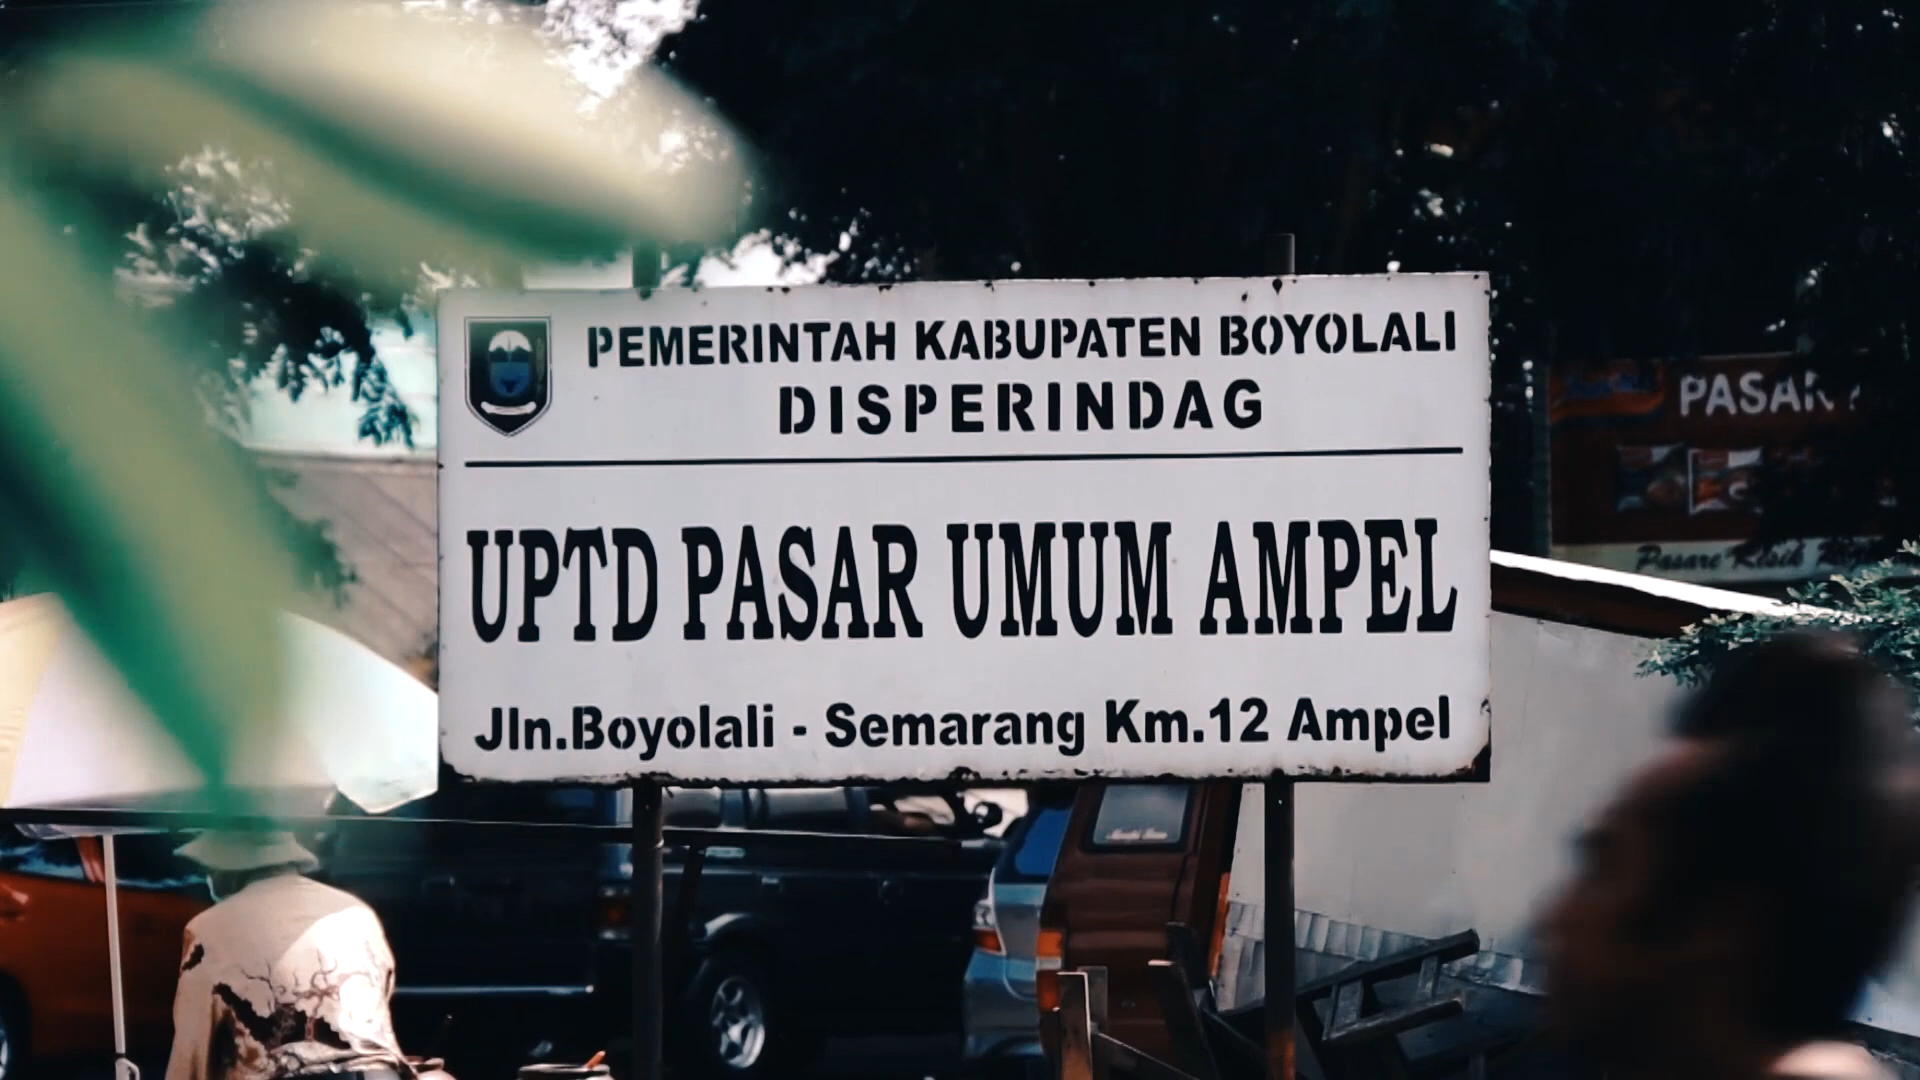 PEMERINTAH KABUPATEN BOYOLALI
DISPERINDAG
UPTD PASAR UMUM AMPEL
Jln.Boyolali - Semarang Km.12 Ampel
PASAR